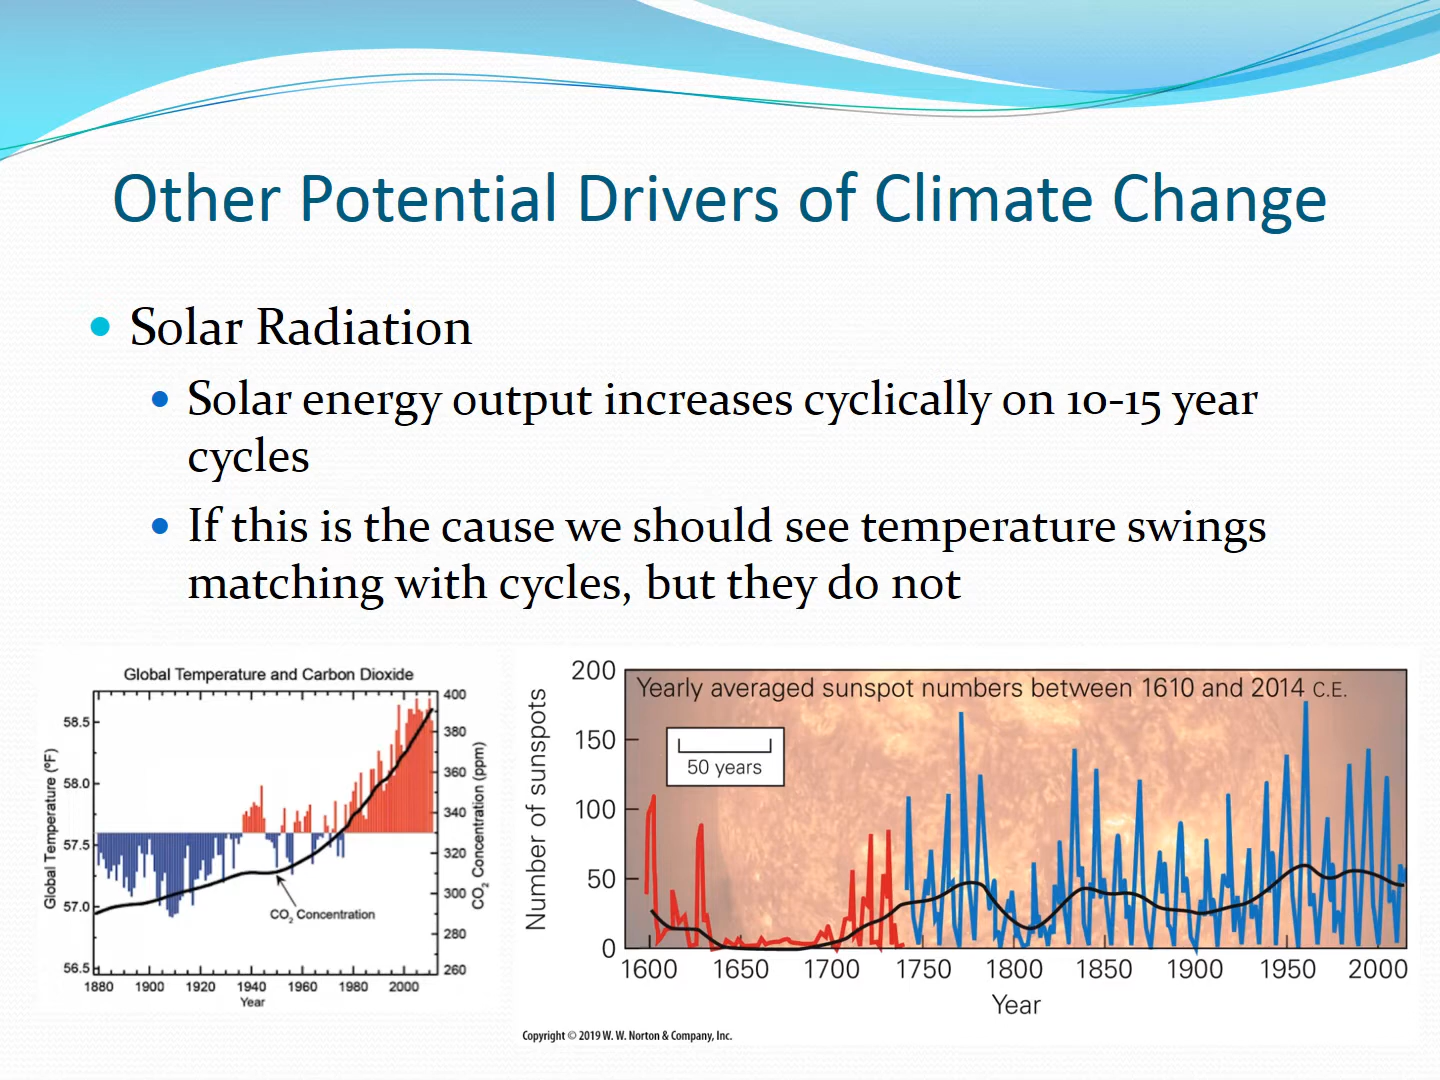 Other Potential Drivers of Climate Change
• Solar Radiation
• Solar energy output increases cyclically on 10-15 year
cycles
• If this is the cause we should see temperature swings
matching with cycles, but they do not
Global Temperature and Carbon Dioxide
Global Temperature (ºF)
58.5
58.0
57.5
57.0
56.5
400
380
360
340
320
300
280
260
CO2 Concentration (ppm)
CO2 Concentration
1880 1900 1920 1940 1960 1980 2000
Year
Number of sunspots
200
150
100
50
0
Yearly averaged sunspot numbers between 1610 and 2014 C.E.
50 years
1600 1650 1700 1750 1800 1850 1900 1950 2000
Year
Copyright © 2019 W. W. Norton & Company, Inc.